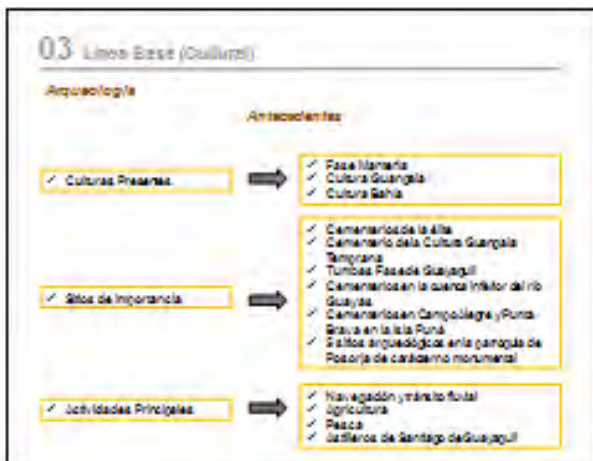 03 Línea Base (Cultural)
Arqueología
Antecedentes
✓ Culturas Presentes
✓ Fase Manteña
✓ Cultura Guangala
✓ Cultura Bahía
✓ Sitios de Importancia
✓ Cementerios de la élite
✓ Cementerio de la Cultura Guangala
Temprana
✓ Tumbas Fase de Guayaquil
✓ Cementerios en la cuenca inferior del río
Guayas
✓ Cementerios en Campo Alegre y Punta
Brava en la Isla Puná
✓ sitios arqueológicos en la parroquia de
Posorja de carácter no monumental
✓ Actividades Principales
✓ Navegación y tránsito fluvial
✓ Agricultura
✓ Pesca
✓ Astilleros de Santiago de Guayaquil